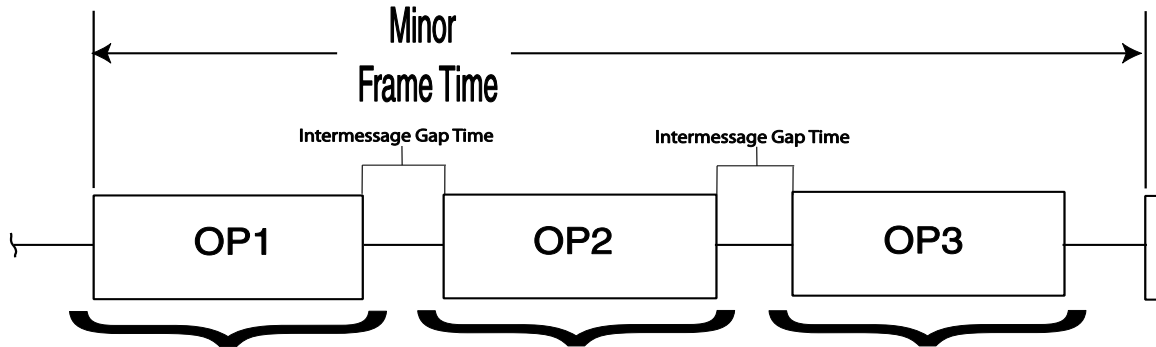 Minor
Frame Time
Intermessage Gap Time
Intermessage Gap Time
OP1
OP2
OP3